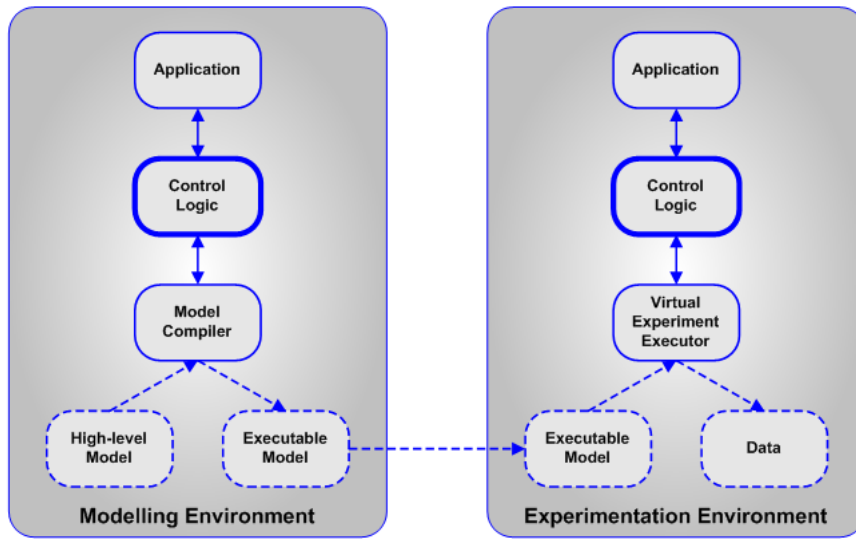 Application
Control
Logic
Model
Compiler
High-level
Model
Executable
Model
Modelling Environment
Application
Control
Logic
Virtual
Experiment
Executor
Executable
Model
Data
Experimentation Environment